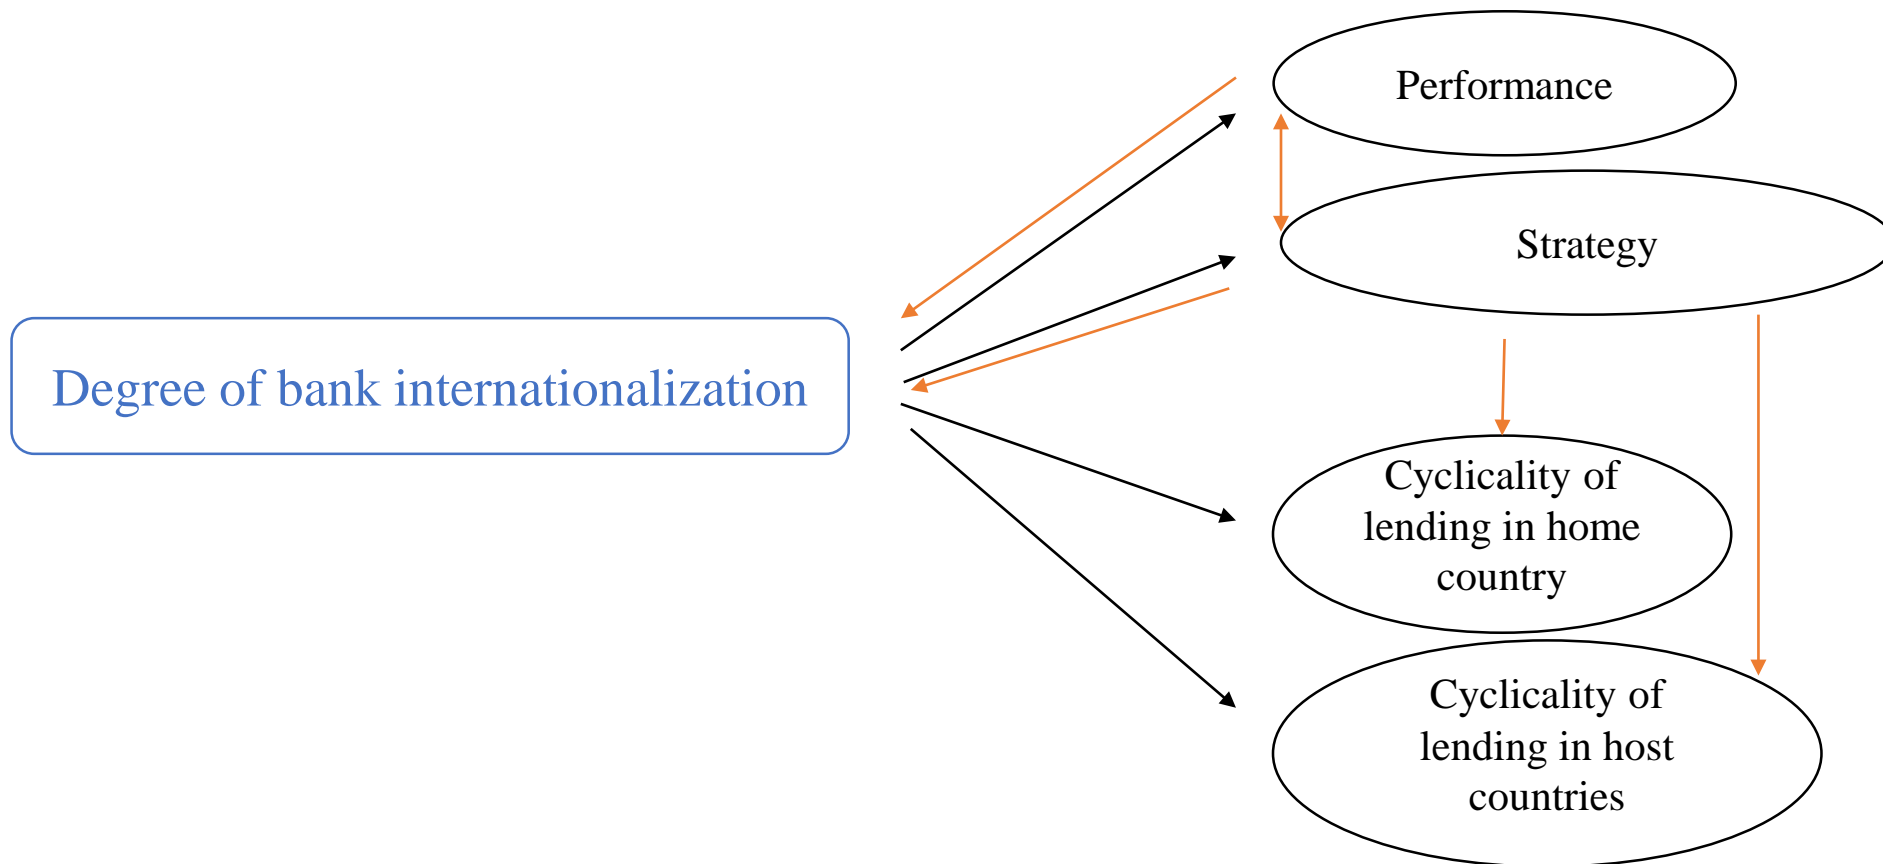 Performance
Strategy
Degree of bank internationalization
Cyclicality of
lending in home
country
Cyclicality of
lending in host
countries